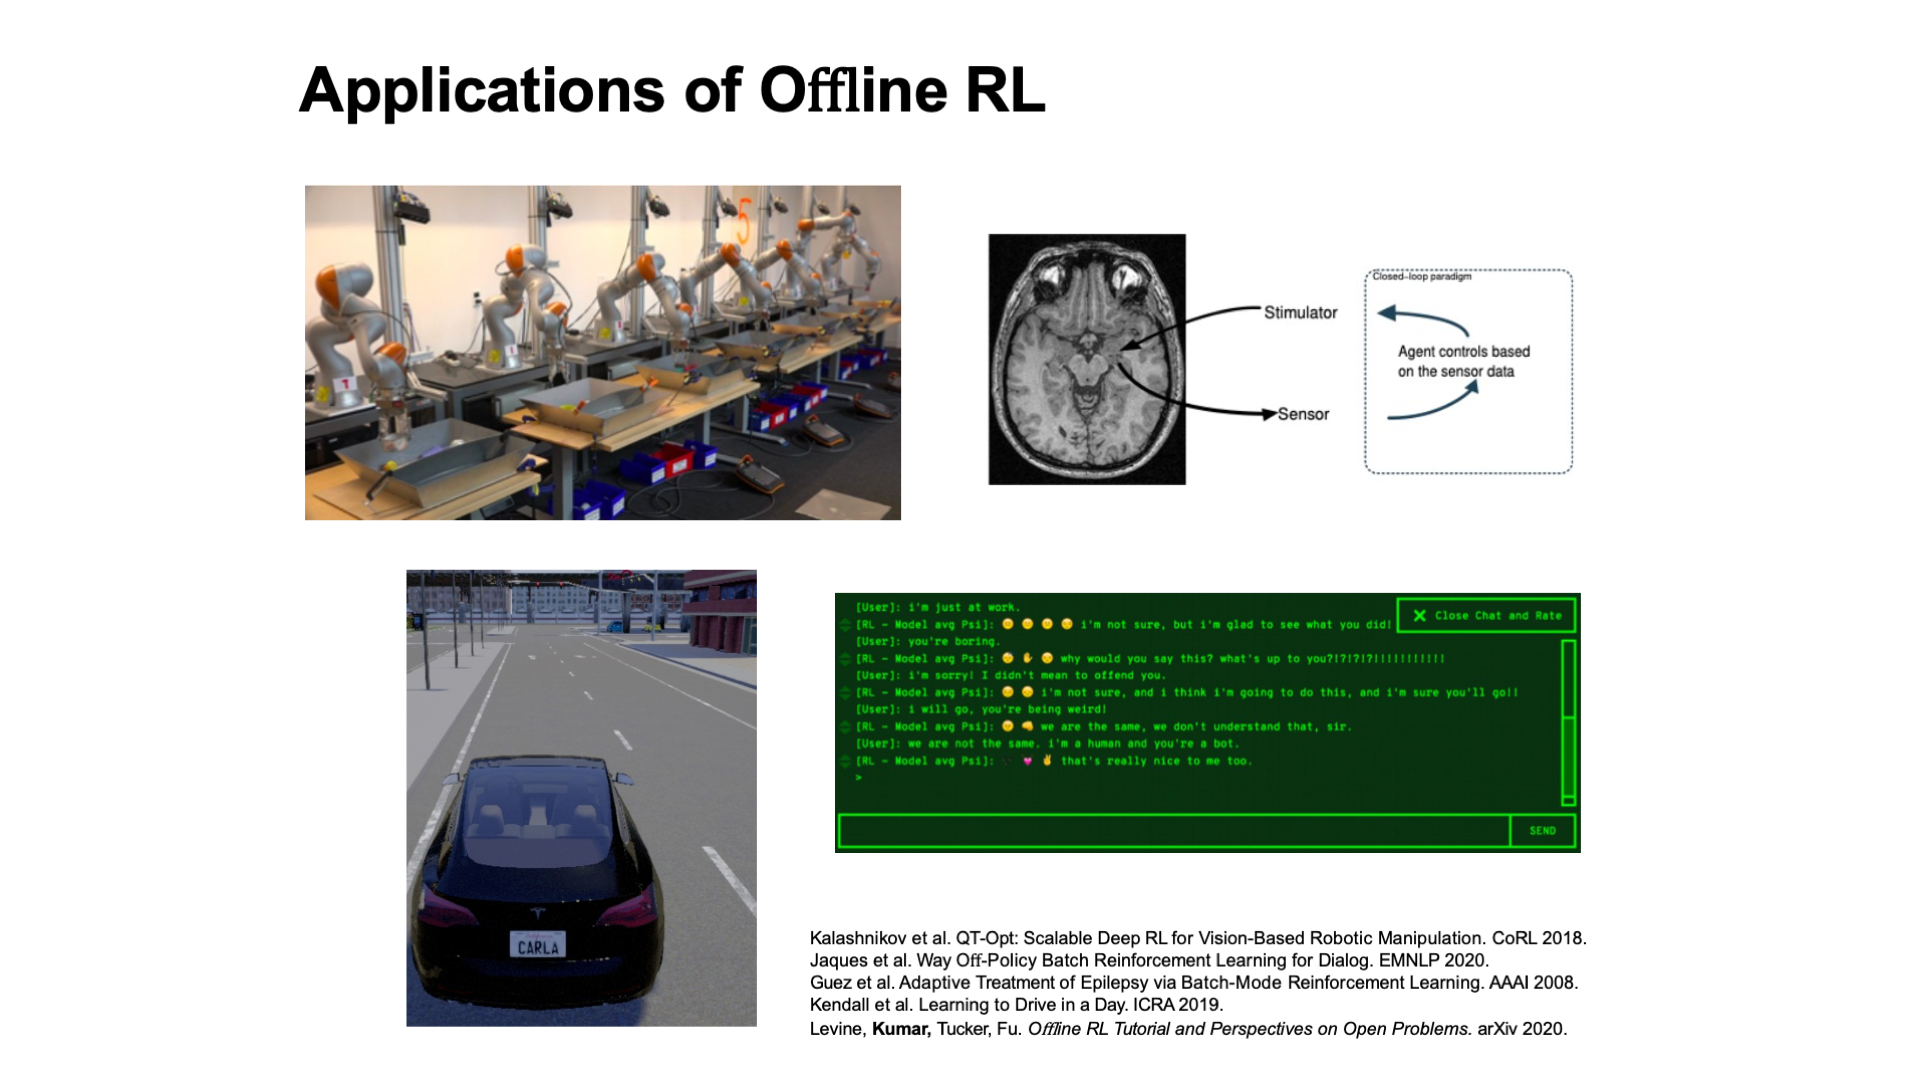 Applications of Offline RL
5
1
1
1
Closed-loop paradigm
Stimulator
Agent controls based
on the sensor data
Sensor
CARLA
[User]: i'm just at work.
[RL - Model avg Psi]: i'm not sure, but i'm glad to see what you did!
Close Chat and Rate
[User]: you're boring.
[RL - Model avg Psi]: why would you say this? what's up to you?!?!?!?!!!!!!!!!!!
[User]: i'm sorry! I didn't mean to offend you.
[RL - Model avg Psi]: i'm not sure, and i think i'm going to do this, and i'm sure you'll go!!
[User]: i will go, you're being weird!
[RL - Model avg Psi]: we are the same, we don't understand that, sir.
[User]: we are not the same. i'm a human and you're a bot.
[RL - Model avg Psi]: that's really nice to me too.
>
SEND
Kalashnikov et al. QT-Opt: Scalable Deep RL for Vision-Based Robotic Manipulation. CoRL 2018.
Jaques et al. Way Off-Policy Batch Reinforcement Learning for Dialog. EMNLP 2020.
Guez et al. Adaptive Treatment of Epilepsy via Batch-Mode Reinforcement Learning. AAAI 2008.
Kendall et al. Learning to Drive in a Day. ICRA 2019.
Levine, Kumar, Tucker, Fu. Offline RL Tutorial and Perspectives on Open Problems. arXiv 2020.